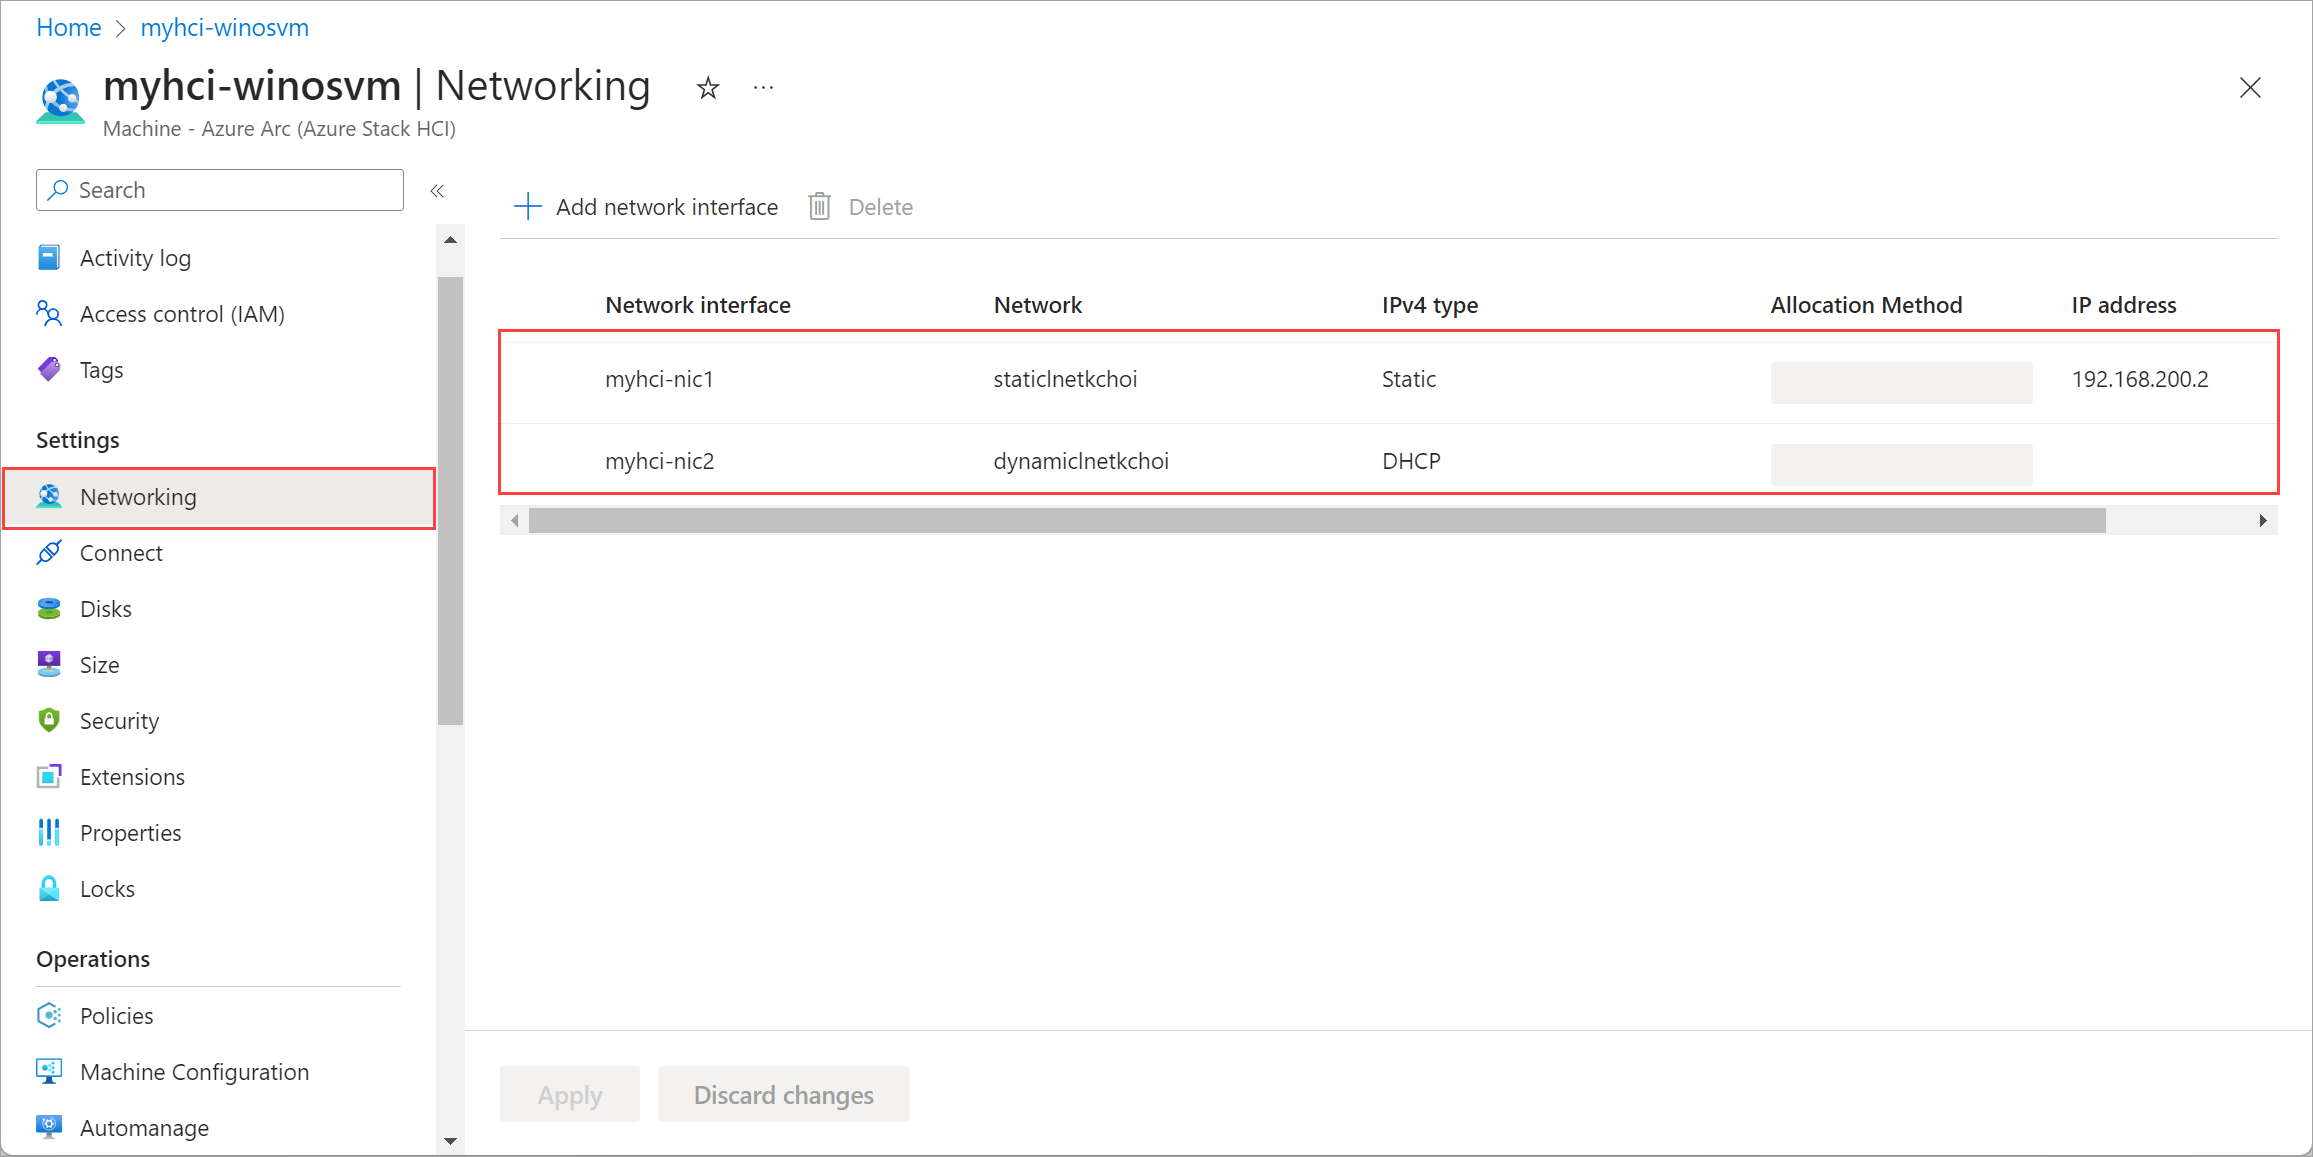 Home > myhci-winosvm
myhci-winosvm | Networking
Machine - Azure Arc (Azure Stack HCI)
Search
Activity log
Access control (IAM)
Tags
Settings
Networking
Connect
Disks
Size
Security
Extensions
Properties
Locks
Operations
Policies
Machine Configuration
Automanage
Add network interface Delete
Network interface Network IPv4 type Allocation Method IP address
myhci-nic1 staticlnetkchoi Static 192.168.200.2
myhci-nic2 dynamiclnetkchoi DHCP
Apply Discard changes